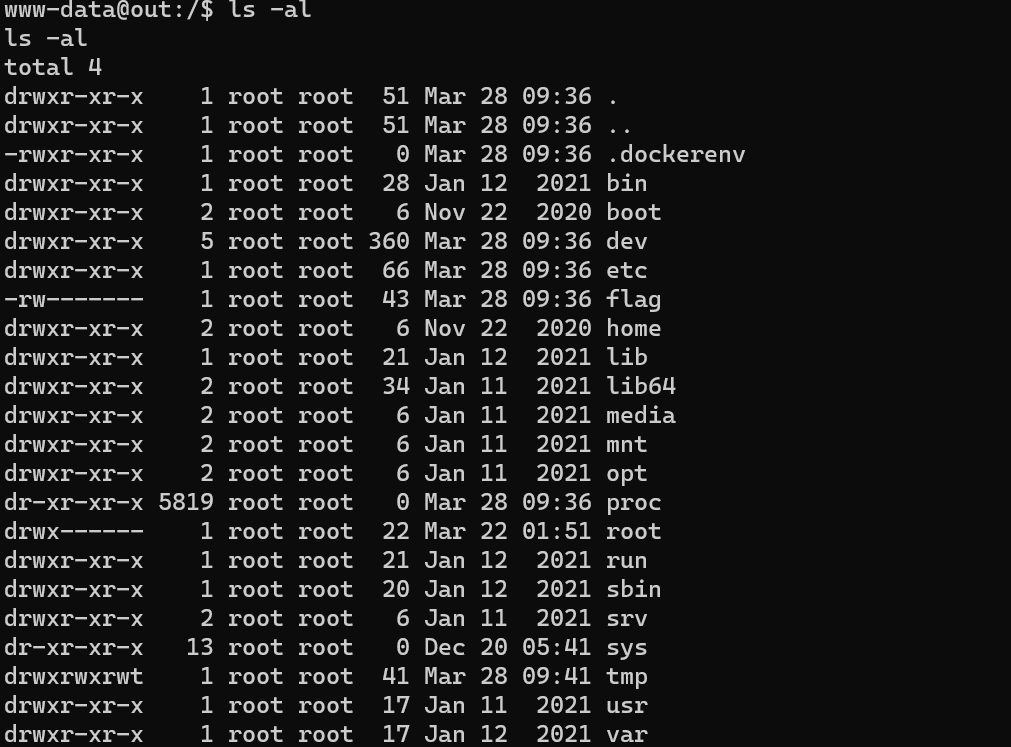 www-data@out:/$ ls -al
ls -al
total 4
drwxr-xr-x    1 root root  51 Mar 28 09:36 .
drwxr-xr-x    1 root root  51 Mar 28 09:36 ..
-rwxr-xr-x    1 root root   0 Mar 28 09:36 .dockerenv
drwxr-xr-x    1 root root  28 Jan 12  2021 bin
drwxr-xr-x    2 root root   6 Nov 22  2020 boot
drwxr-xr-x    5 root root 360 Mar 28 09:36 dev
drwxr-xr-x    1 root root  66 Mar 28 09:36 etc
-rw-------    1 root root  43 Mar 28 09:36 flag
drwxr-xr-x    2 root root   6 Nov 22  2020 home
drwxr-xr-x    1 root root  21 Jan 12  2021 lib
drwxr-xr-x    2 root root  34 Jan 11  2021 lib64
drwxr-xr-x    2 root root   6 Jan 11  2021 media
drwxr-xr-x    2 root root   6 Jan 11  2021 mnt
drwxr-xr-x    2 root root   6 Jan 11  2021 opt
dr-xr-xr-x 5819 root root   0 Mar 28 09:36 proc
drwx------    1 root root  22 Mar 22 01:51 root
drwxr-xr-x    1 root root  21 Jan 12  2021 run
drwxr-xr-x    1 root root  20 Jan 12  2021 sbin
drwxr-xr-x    2 root root   6 Jan 11  2021 srv
dr-xr-xr-x   13 root root   0 Dec 20 05:41 sys
drwxrwxrwt    1 root root  41 Mar 28 09:41 tmp
drwxr-xr-x    1 root root  17 Jan 11  2021 usr
drwxr-xr-x    1 root root  17 Jan 12  2021 var